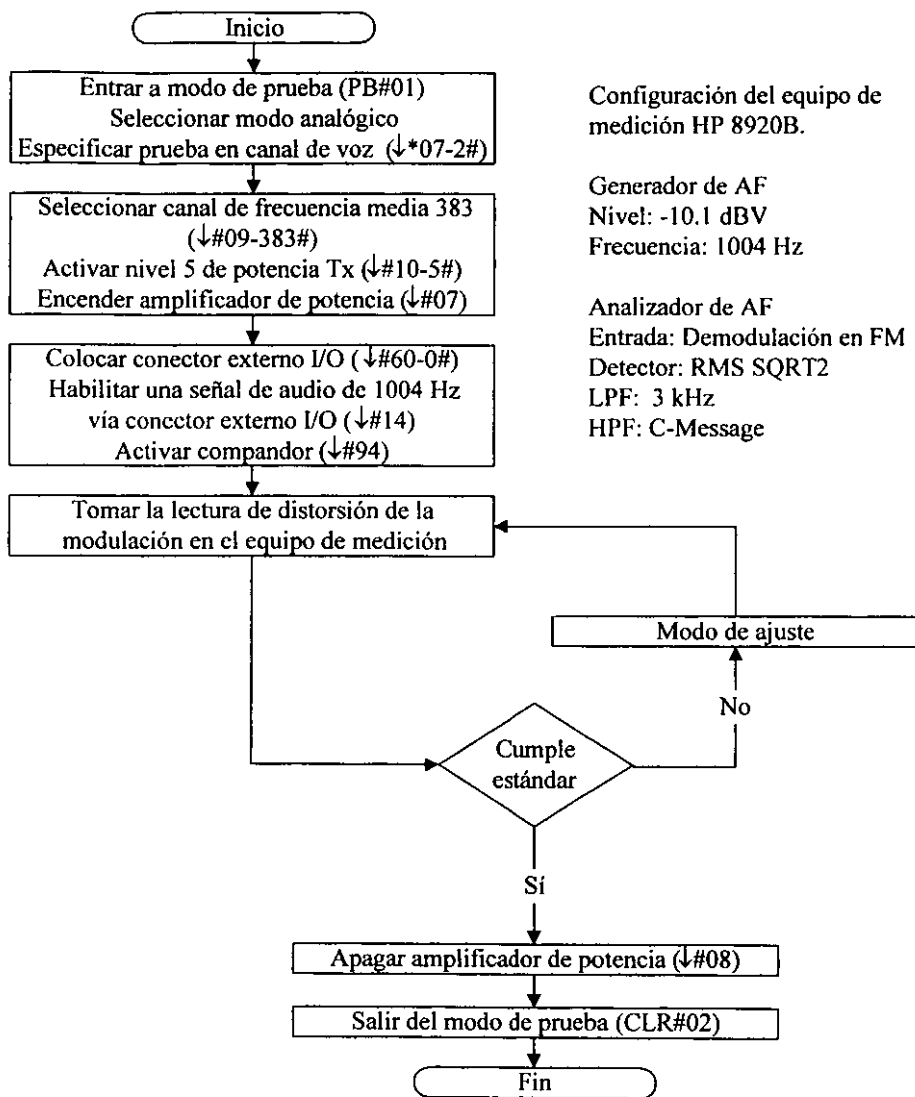 Inicio
Entrar a modo de prueba (PB#01)
Seleccionar modo analógico
Especificar prueba en canal de voz (↓*07-2#)
Seleccionar canal de frecuencia media 383
(↓#09-383#)
Activar nivel 5 de potencia Tx (↓#10-5#)
Encender amplificador de potencia (↓#07)
Colocar conector externo I/O (↓#60-0#)
Habilitar una señal de audio de 1004 Hz
vía conector externo I/O (↓#14)
Activar compandor (↓#94)
Tomar la lectura de distorsión de la
modulación en el equipo de medición
Configuración del equipo de
medición HP 8920B.
Generador de AF
Nivel: -10.1 dBV
Frecuencia: 1004 Hz
Analizador de AF
Entrada: Demodulación en FM
Detector: RMS SQRT2
LPF: 3 kHz
HPF: C-Message
Modo de ajuste
No
Cumple
estándar
Sí
Apagar amplificador de potencia (↓#08)
Salir del modo de prueba (CLR#02)
Fin